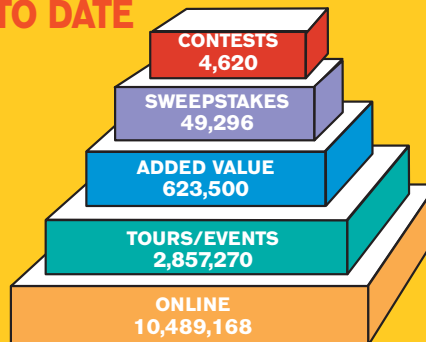 TO DATE
CONTESTS
4,620
SWEEPSTAKES
49,296
ADDED VALUE
623,500
TOURS/EVENTS
2,857,270
ONLINE
10,489,168